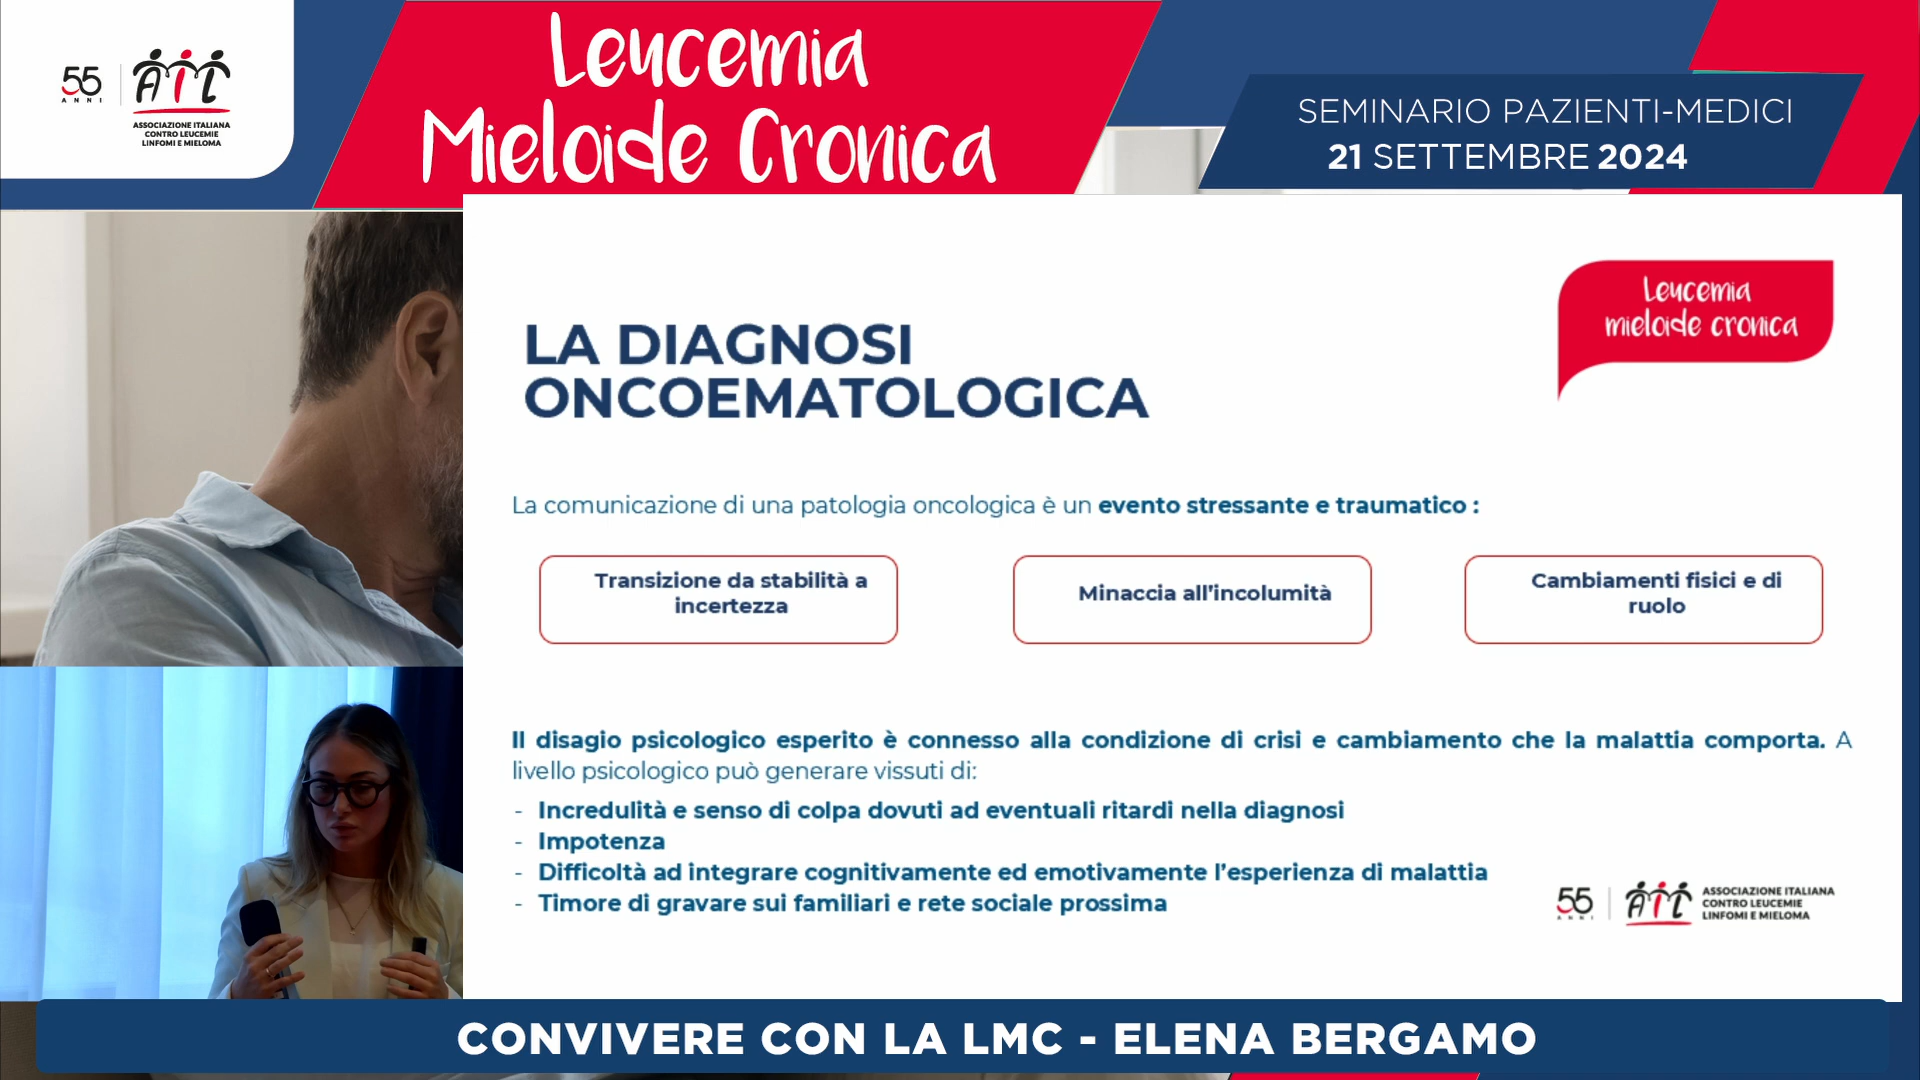 55
ANNI
AIL
ASSOCIAZIONE ITALIANA
CONTRO LEUCEMIE
LINFOMI E MIELOMA
Leucemia
Mieloide Cronica
SEMINARIO PAZIENTI-MEDICI
21 SETTEMBRE 2024
Leucemia
mieloide cronica
LA DIAGNOSI
ONCOEMATOLOGICA
La comunicazione di una patologia oncologica è un evento stressante e traumatico :
Transizione da stabilità a
incertezza
Minaccia all'incolumità
Cambiamenti fisici e di
ruolo
Il disagio psicologico esperito è connesso alla condizione di crisi e cambiamento che la malattia comporta. A
livello psicologico può generare vissuti di:
- Incredulità e senso di colpa dovuti ad eventuali ritardi nella diagnosi
- Impotenza
- Difficoltà ad integrare cognitivamente ed emotivamente l'esperienza di malattia
- Timore di gravare sui familiari e rete sociale prossima
55
ANNI
AIL
ASSOCIAZIONE ITALIANA
CONTRO LEUCEMIE
LINFOMI E MIELOMA
CONVIVERE CON LA LMC - ELENA BERGAMO